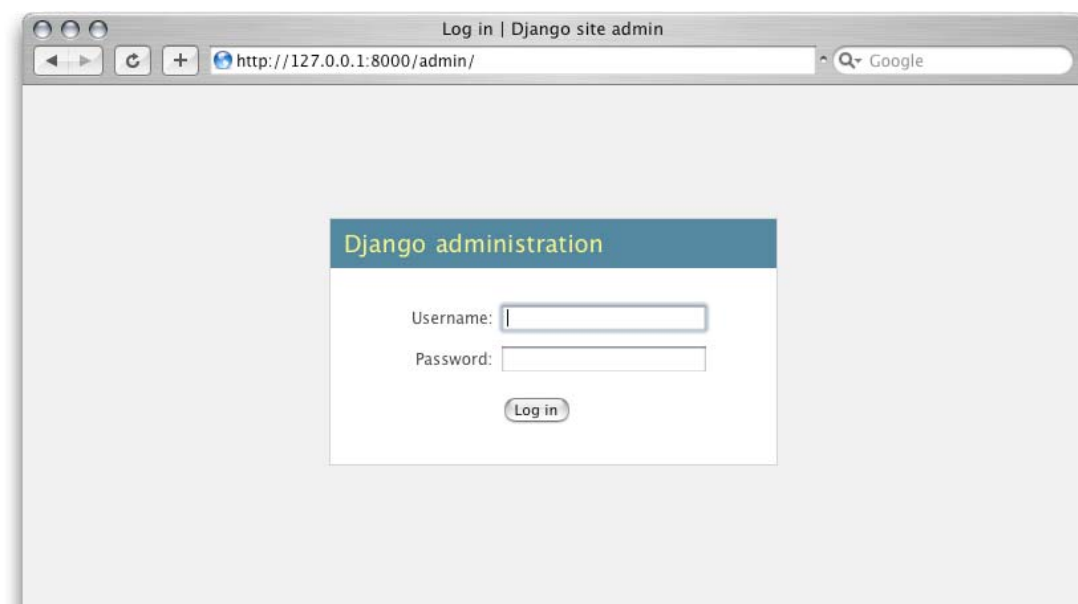 Log in | Django site admin
http://127.0.0.1:8000/admin/
Google
Django administration
Username:
Password:
Log in